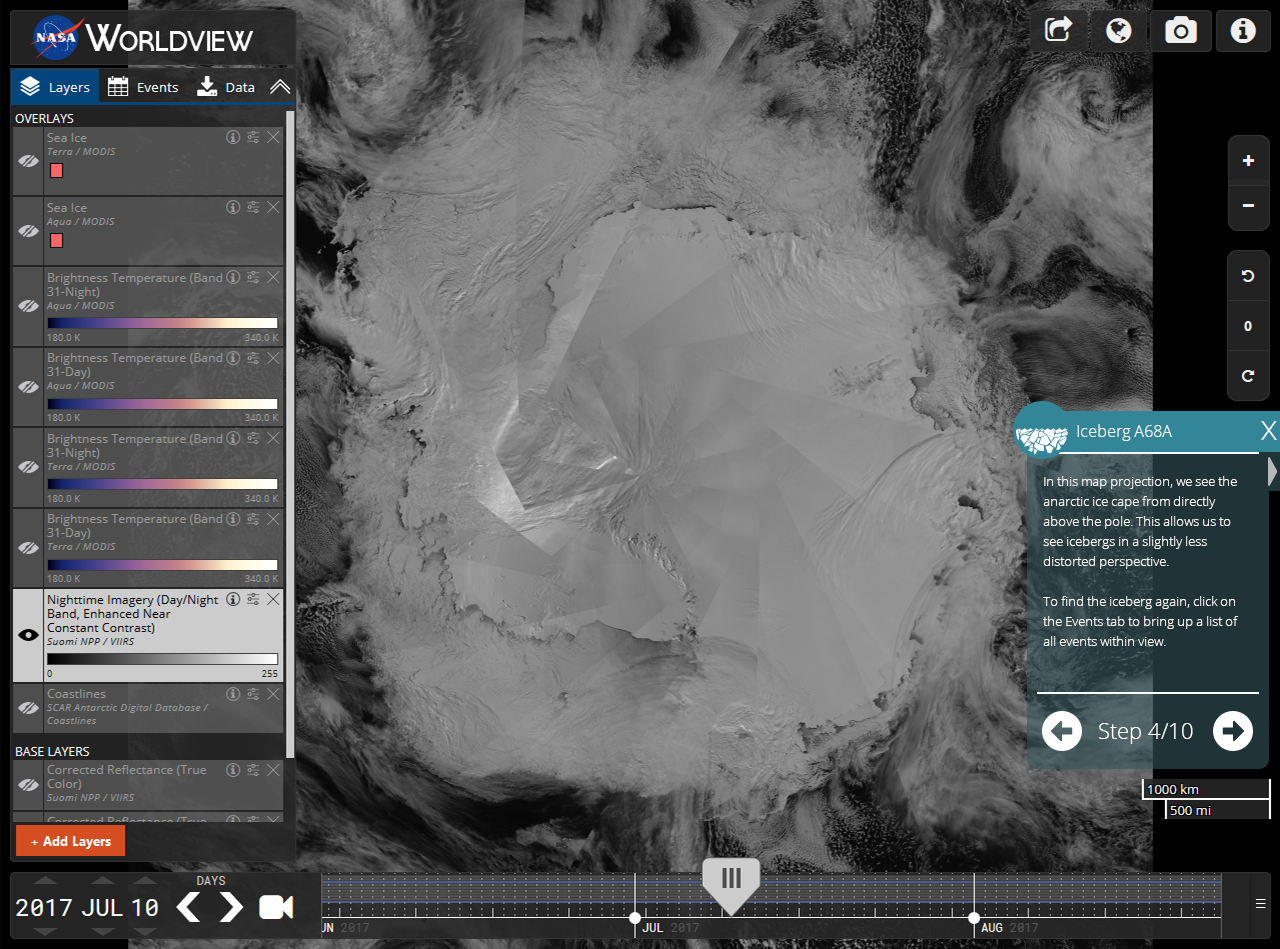 NASA WORLDVIEW
Layers
Events
Data
OVERLAYS
Sea Ice
Terra / MODIS
Sea Ice
Aqua / MODIS
Brightness Temperature (Band
31-Night)
Aqua / MODIS
180.0 K 340.0 K
Brightness Temperature (Band
31-Day)
Aqua / MODIS
180.0 K 340.0 K
Brightness Temperature (Band
31-Night)
Terra / MODIS
180.0 K 340.0 K
Brightness Temperature (Band
31-Day)
Terra / MODIS
180.0 K 340.0 K
Nighttime Imagery (Day/Night
Band, Enhanced Near
Constant Contrast)
Suomi NPP / VIIRS
0 255
Coastlines
SCAR Antarctic Digital Database /
Coastlines
BASE LAYERS
Corrected Reflectance (True
Color)
Suomi NPP / VIIRS
Corrected Reflectance (True
+ Add Layers
+
−
0
Iceberg A68A X
In this map projection, we see the
anarctic ice cape from directly
above the pole. This allows us to
see icebergs in a slightly less
distorted perspective.
To find the iceberg again, click on
the Events tab to bring up a list of
all events within view.
Step 4/10
1000 km
500 mi
DAYS
2017 JUL 10
UN 2017
JUL 2017
AUG 2017